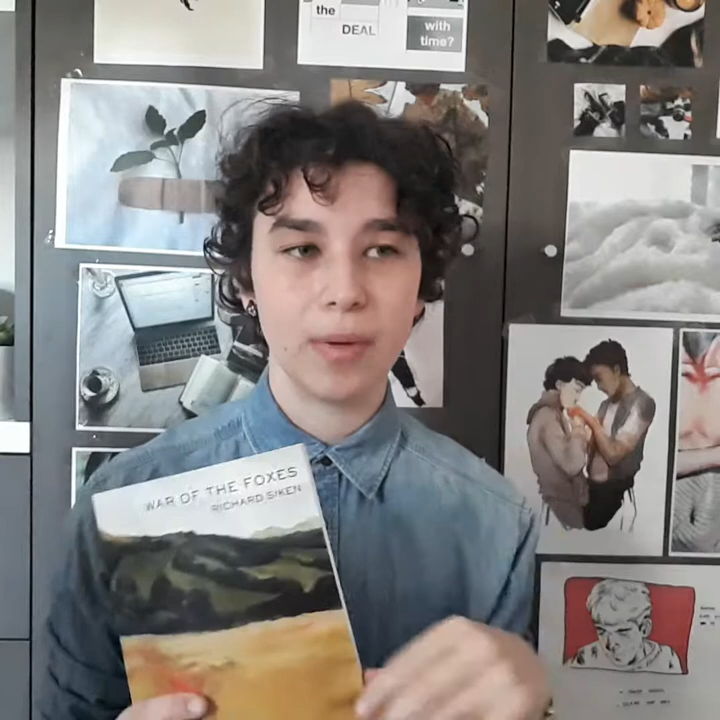 the
DEAL
with
time?
WAR OF THE FOXES
RICHARD SIKEN